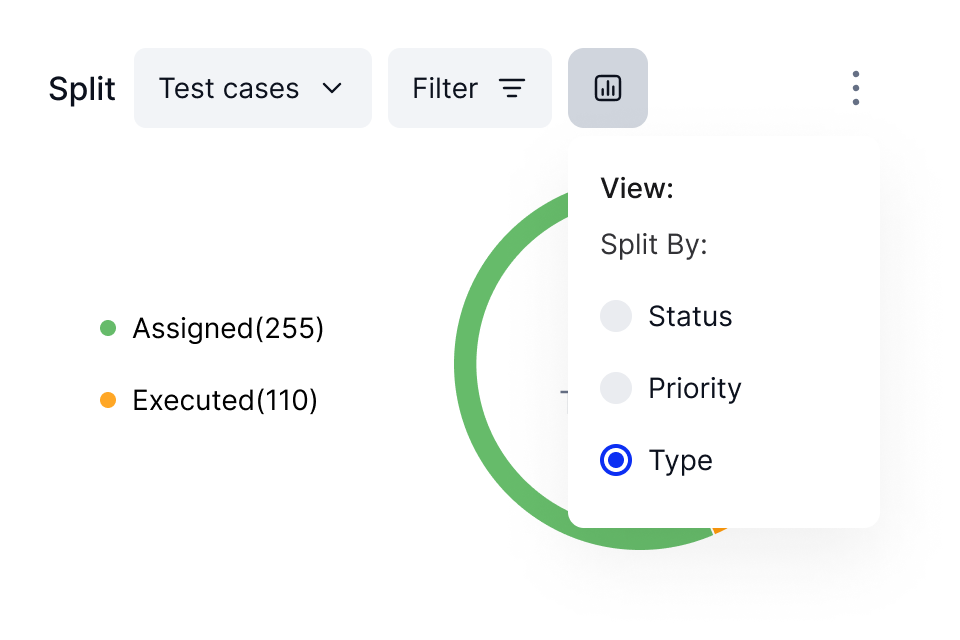 Split Test cases Filter
View:
Split By:
Status
Assigned(255)
Priority
Executed(110)
Type